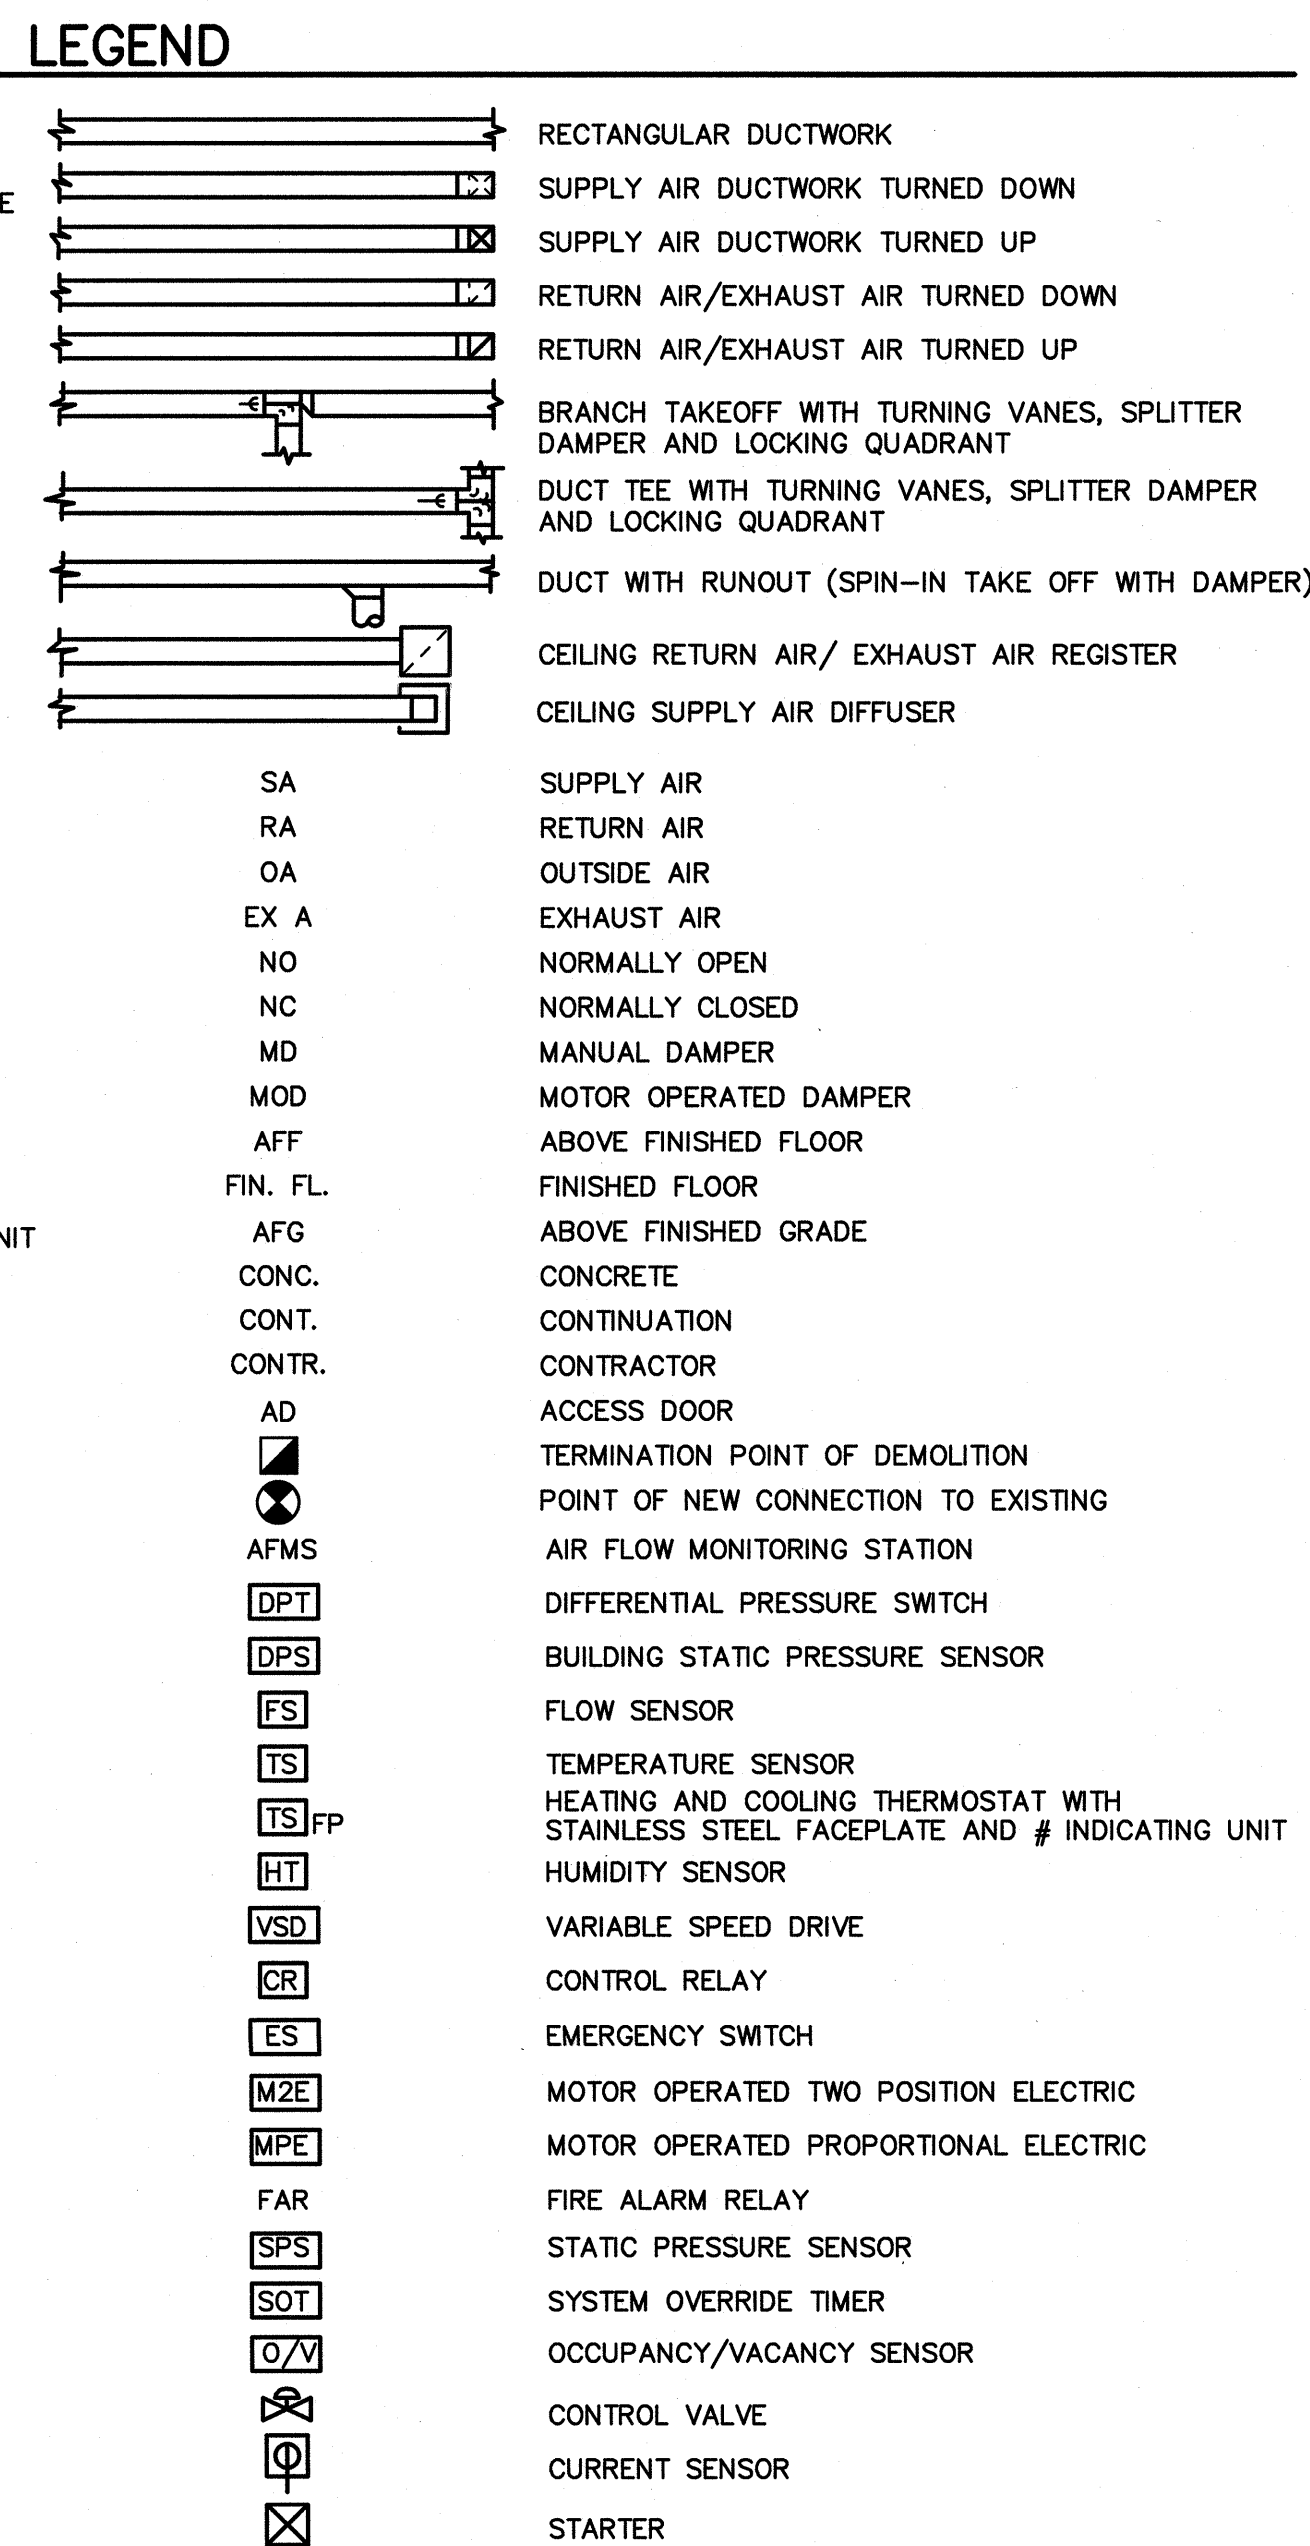 LEGEND
RECTANGULAR DUCTWORK
E
SUPPLY AIR DUCTWORK TURNED DOWN
SUPPLY AIR DUCTWORK TURNED UP
RETURN AIR/EXHAUST AIR TURNED DOWN
RETURN AIR/EXHAUST AIR TURNED UP
BRANCH TAKEOFF WITH TURNING VANES, SPLITTER
DAMPER AND LOCKING QUADRANT
DUCT TEE WITH TURNING VANES, SPLITTER DAMPER
AND LOCKING QUADRANT
DUCT WITH RUNOUT (SPIN-IN TAKE OFF WITH DAMPER)
CEILING RETURN AIR/ EXHAUST AIR REGISTER
CEILING SUPPLY AIR DIFFUSER
SA SUPPLY AIR
RA RETURN AIR
OA OUTSIDE AIR
EX A EXHAUST AIR
NO NORMALLY OPEN
NC NORMALLY CLOSED
MD MANUAL DAMPER
MOD MOTOR OPERATED DAMPER
AFF ABOVE FINISHED FLOOR
FIN. FL. FINISHED FLOOR
NIT AFG ABOVE FINISHED GRADE
CONC. CONCRETE
CONT. CONTINUATION
CONTR. CONTRACTOR
AD ACCESS DOOR
TERMINATION POINT OF DEMOLITION
POINT OF NEW CONNECTION TO EXISTING
AFMS AIR FLOW MONITORING STATION
DPT DIFFERENTIAL PRESSURE SWITCH
DPS BUILDING STATIC PRESSURE SENSOR
FS FLOW SENSOR
TS TEMPERATURE SENSOR
TS FP HEATING AND COOLING THERMOSTAT WITH
STAINLESS STEEL FACEPLATE AND # INDICATING UNIT
HT HUMIDITY SENSOR
VSD VARIABLE SPEED DRIVE
CR CONTROL RELAY
ES EMERGENCY SWITCH
M2E MOTOR OPERATED TWO POSITION ELECTRIC
MPE MOTOR OPERATED PROPORTIONAL ELECTRIC
FAR FIRE ALARM RELAY
SPS STATIC PRESSURE SENSOR
SOT SYSTEM OVERRIDE TIMER
O/V OCCUPANCY/VACANCY SENSOR
CONTROL VALVE
CURRENT SENSOR
STARTER